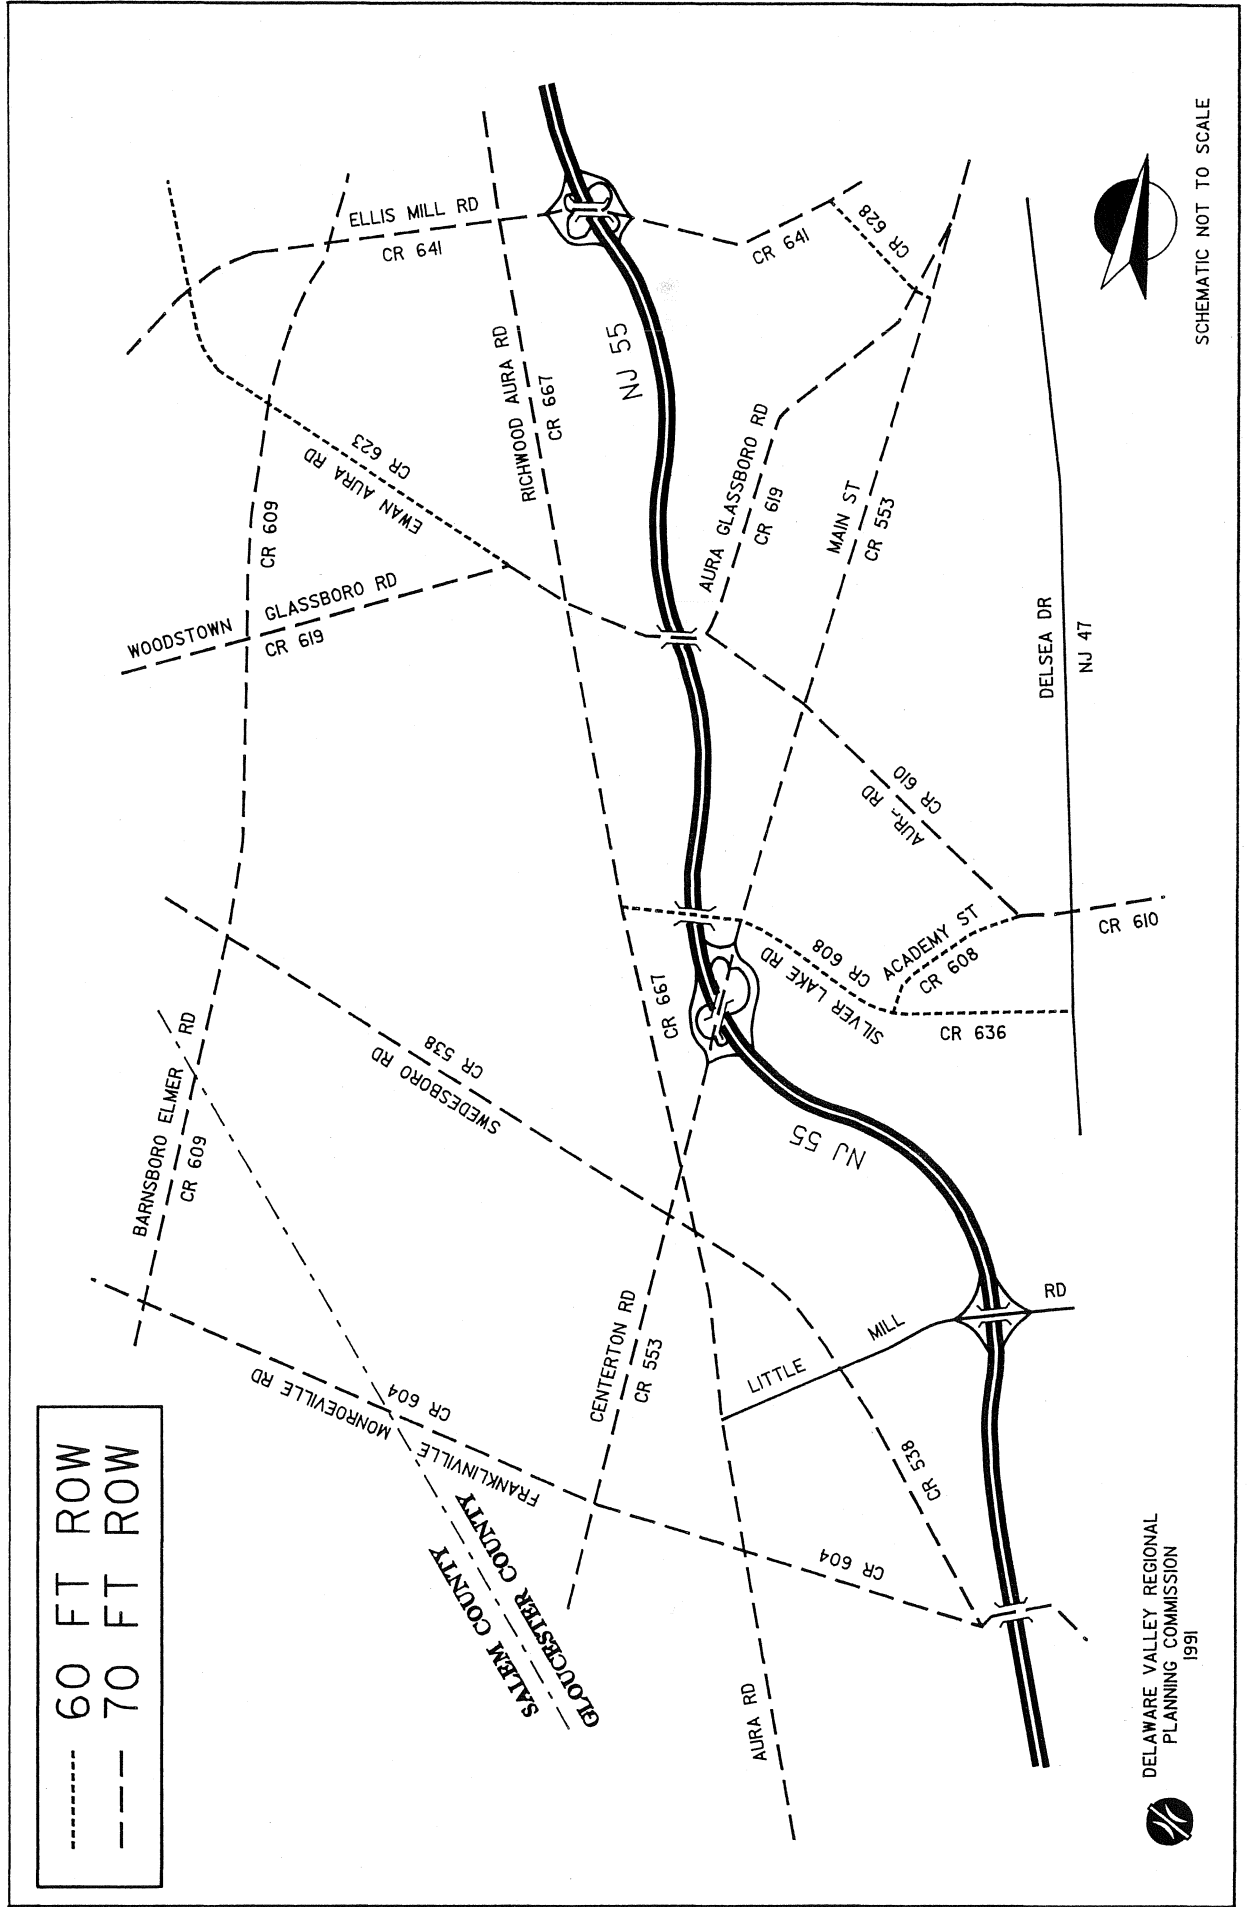 60 FT ROW
70 FT ROW
SCHEMATIC NOT TO SCALE
ELLIS MILL RD
CR 641
CR 641
CR 628
NJ 55
RICHWOOD AURA RD
CR 667
CR 623
EWAN AURA RD
CR 609
WOODSTOWN GLASSBORO RD
CR 619
AURA GLASSBORO RD
CR 619
MAIN ST
CR 553
DELSEA DR
NJ 47
CR 610
RD
CR 610
ACADEMY ST
CR 608
CR 608
SILVER LAKE RD
CR 636
CR 667
CR 538
SWEDESBORO RD
BARNSBORO ELMER RD
CR 609
NJ 55
CENTERTON RD
CR 553
LITTLE MILL RD
CR 604
FRANKLINVILLE MONROEVILLE RD
CR 538
CR 604
GLOUCESTER COUNTY
SALEM COUNTY
AURA RD
DELAWARE VALLEY REGIONAL
PLANNING COMMISSION
1991